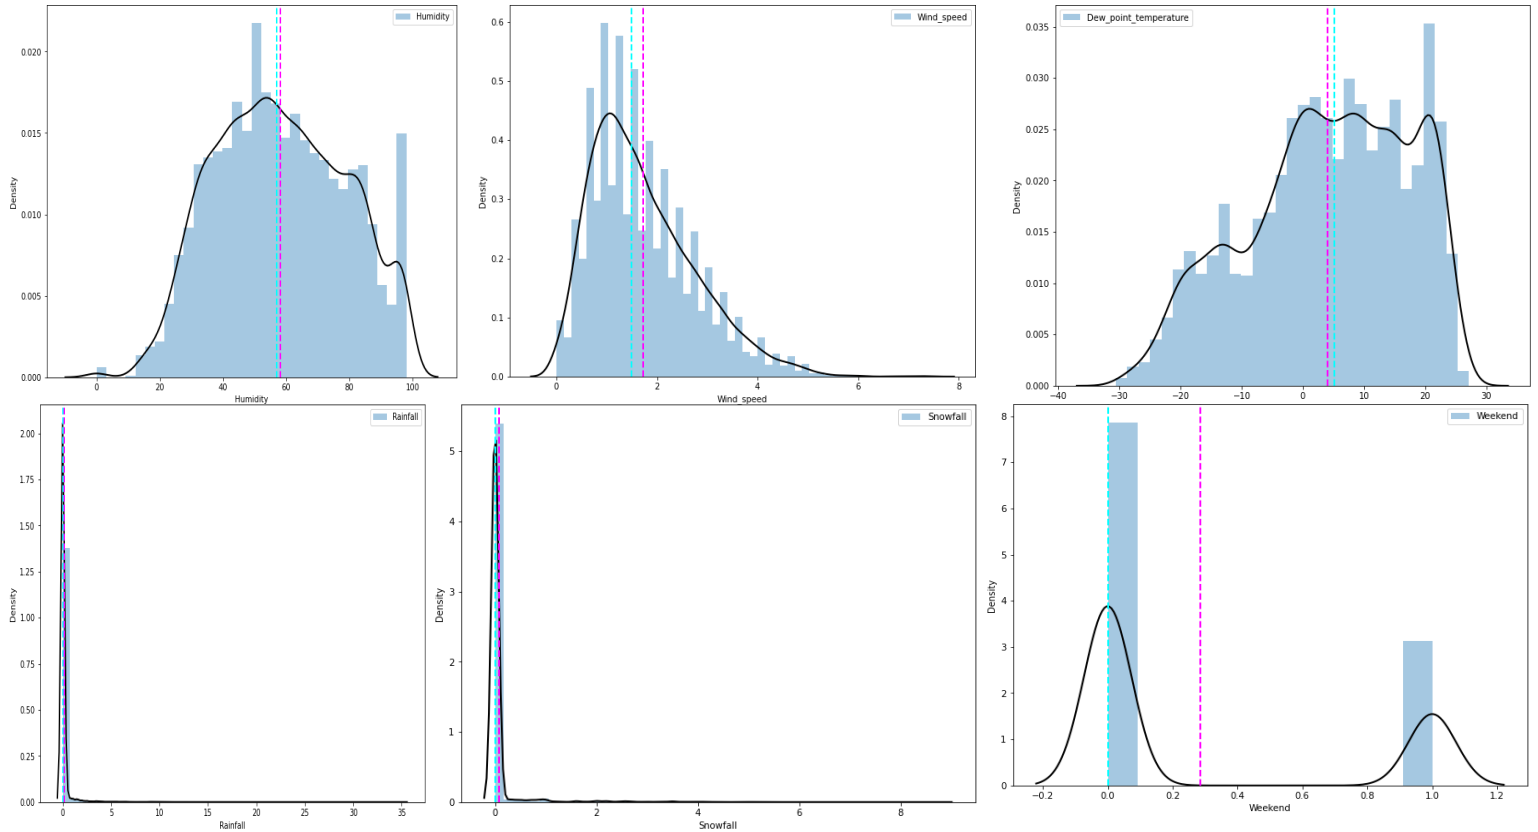 Humidity
0.020
0.015
0.010
0.005
0.000
Density
0 20 40 60 80 100
Humidity
Wind_speed
0.6
0.5
0.4
0.3
0.2
0.1
0.0
Density
0 2 4 6 8
Wind_speed
Dew_point_temperature
0.035
0.030
0.025
0.020
0.015
0.010
0.005
0.000
Density
−40 −30 −20 −10 0 10 20 30
Rainfall
2.00
1.75
1.50
1.25
1.00
0.75
0.50
0.25
0.00
Density
0 5 10 15 20 25 30 35
Rainfall
Snowfall
5
4
3
2
1
0
Density
0 2 4 6 8
Snowfall
Weekend
8
7
6
5
4
3
2
1
0
Density
−0.2 0.0 0.2 0.4 0.6 0.8 1.0 1.2
Weekend